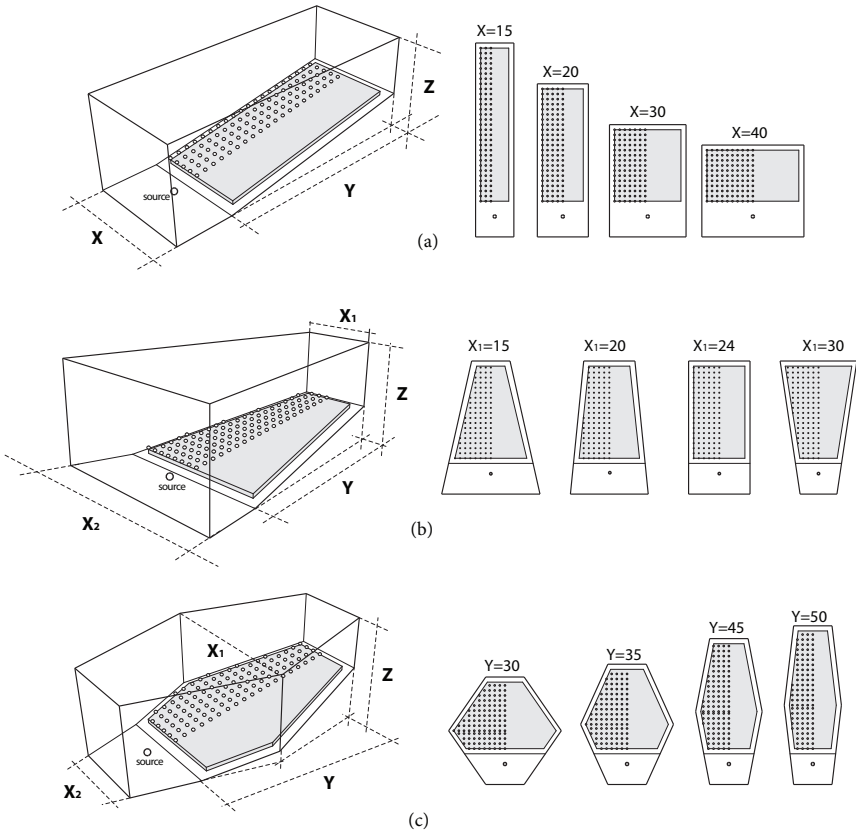 X=15
X=20
X=30
X=40
Z
Y
source
X
(a)
X₁
X₁=15
X₁=20
X₁=24
X₁=30
Z
source
Y
X₂
(b)
X₁
Y=30
Y=35
Y=45
Y=50
Z
source
Y
X₂
(c)